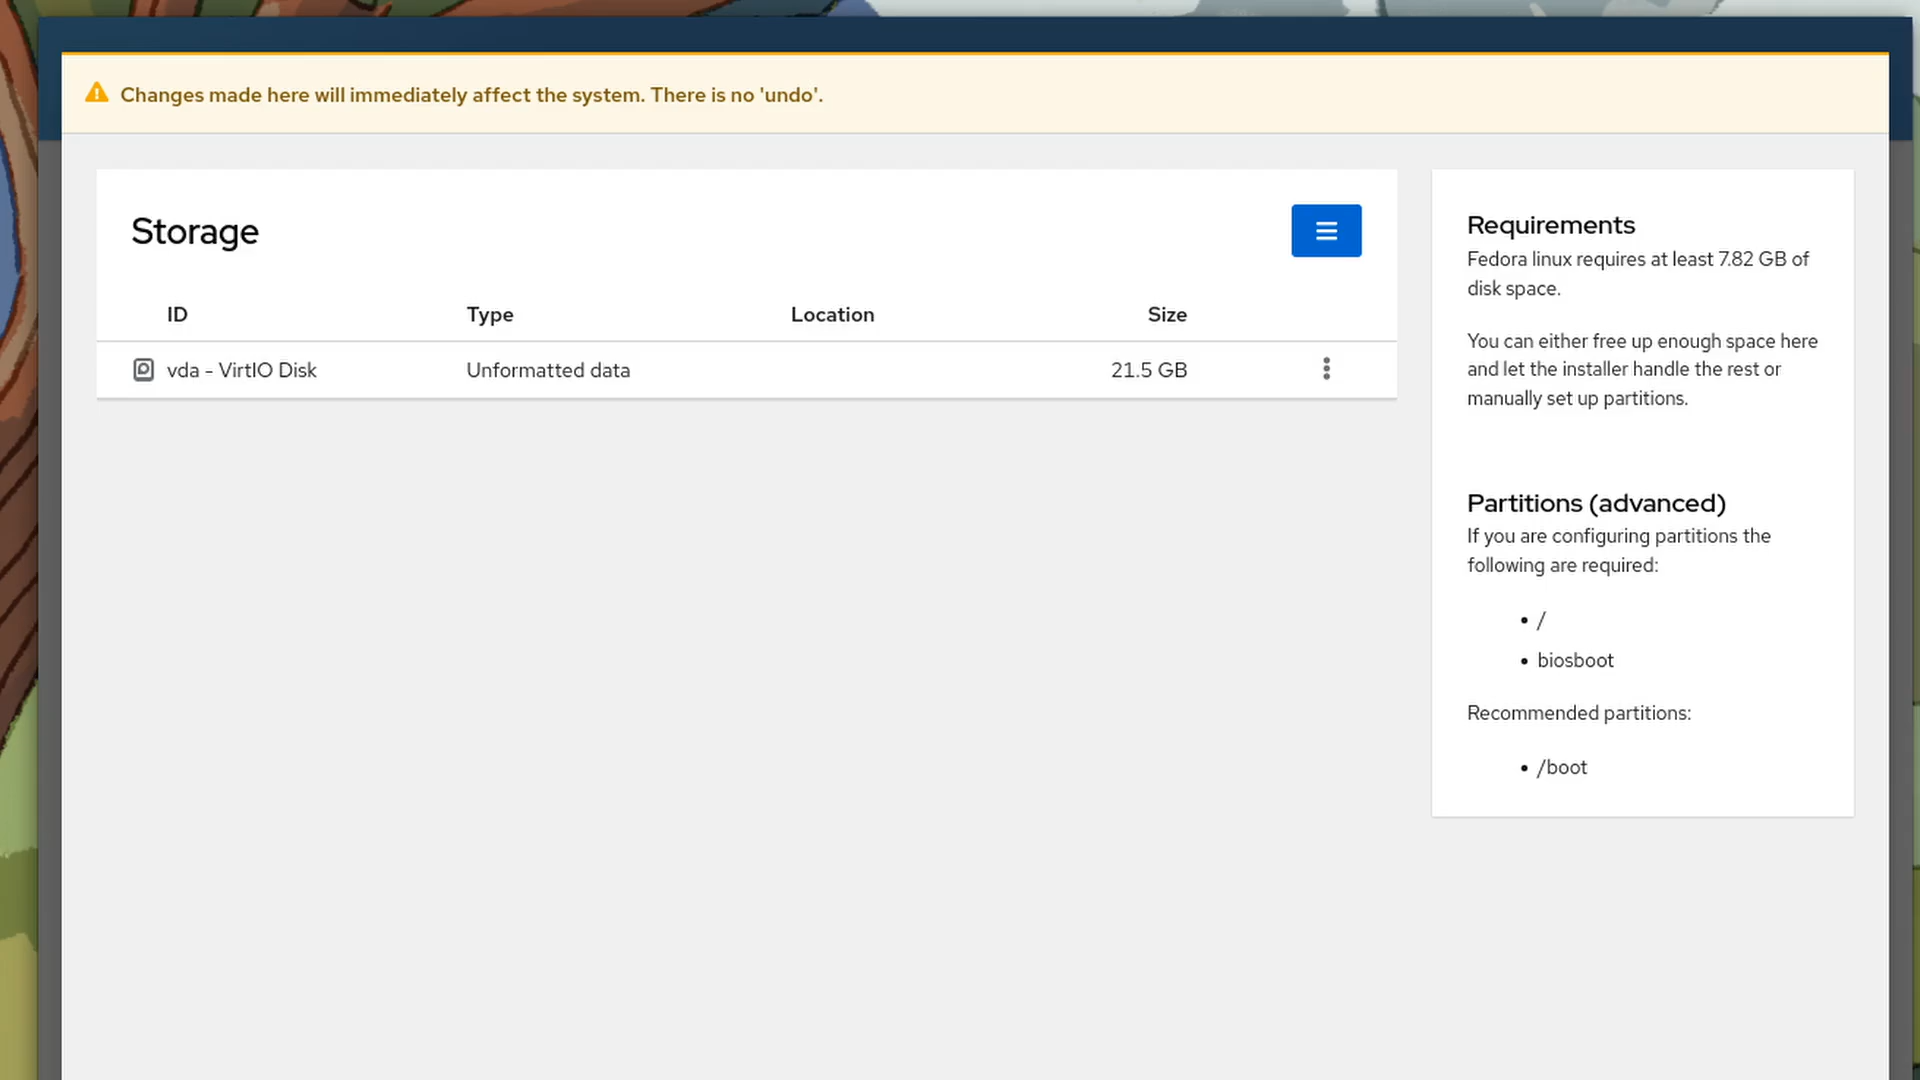 Changes made here will immediately affect the system. There is no 'undo'.
Storage
ID Type Location Size
vda - VirtIO Disk Unformatted data 21.5 GB
Requirements
Fedora linux requires at least 7.82 GB of
disk space.
You can either free up enough space here
and let the installer handle the rest or
manually set up partitions.
Partitions (advanced)
If you are configuring partitions the
following are required:
• /
• biosboot
Recommended partitions:
• /boot